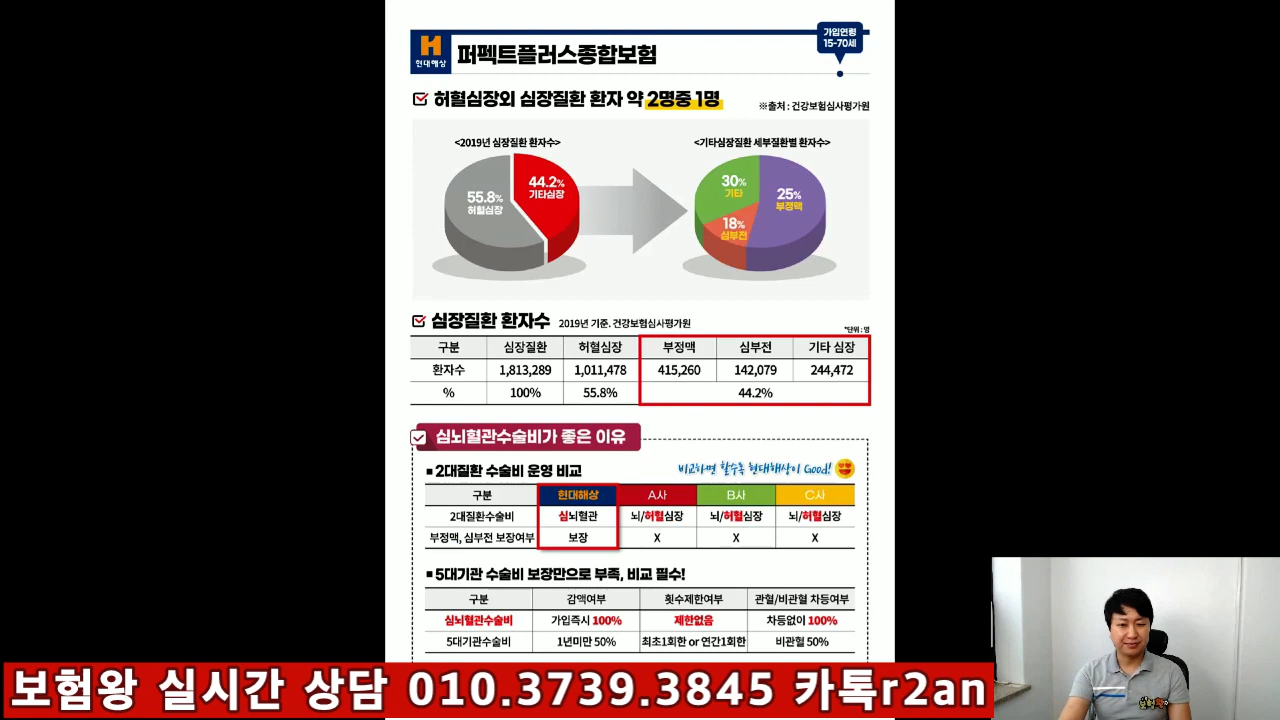 가입연령
15-70세
H
현대해상
퍼펙트플러스종합보험
허혈심장외 심장질환 환자 약 2명중 1명
※출처 : 건강보험심사평가원
<2019년 심장질환 환자수>
<기타심장질환 세부질환별 환자수>
55.8%
허혈심장
44.2%
기타심장
30%
기타
25%
부정맥
18%
심부전
심장질환 환자수 2019년 기준. 건강보험심사평가원
*단위 : 명
구분 심장질환 허혈심장 부정맥 심부전 기타 심장
환자수 1,813,289 1,011,478 415,260 142,079 244,472
% 100% 55.8% 44.2%
심뇌혈관수술비가 좋은 이유
■ 2대질환 수술비 운영 비교
비교하면 할수록 현대해상이 Good!
구분 현대해상 A사 B사 C사
2대질환수술비 심뇌혈관 뇌/허혈심장 뇌/허혈심장 뇌/허혈심장
부정맥, 심부전 보장여부 보장 X X X
■ 5대기관 수술비 보장만으로 부족, 비교 필수!
구분 감액여부 횟수제한여부 관혈/비관혈 차등여부
심뇌혈관수술비 가입즉시 100% 제한없음 차등없이 100%
5대기관수술비 1년미만 50% 최초1회한 or 연간1회한 비관혈 50%
보험왕 실시간 상담 010.3739.3845 카톡r2an
보험왕